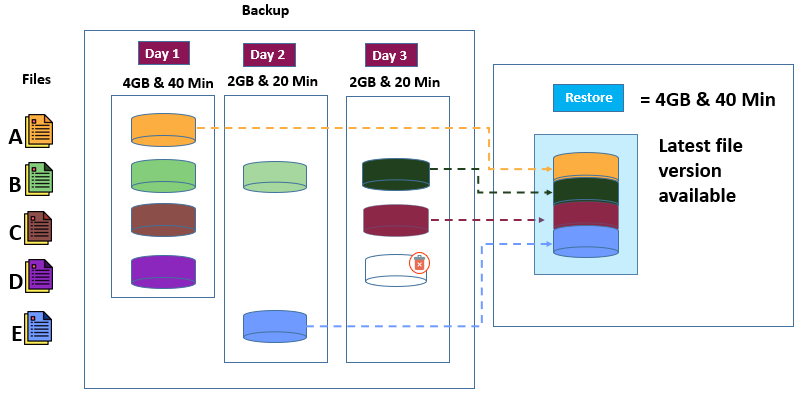 Backup
Day 1
Day 2
Day 3
Files
4GB & 40 Min
2GB & 20 Min
2GB & 20 Min
Restore
= 4GB & 40 Min
A
B
C
D
E
Latest file
version
available